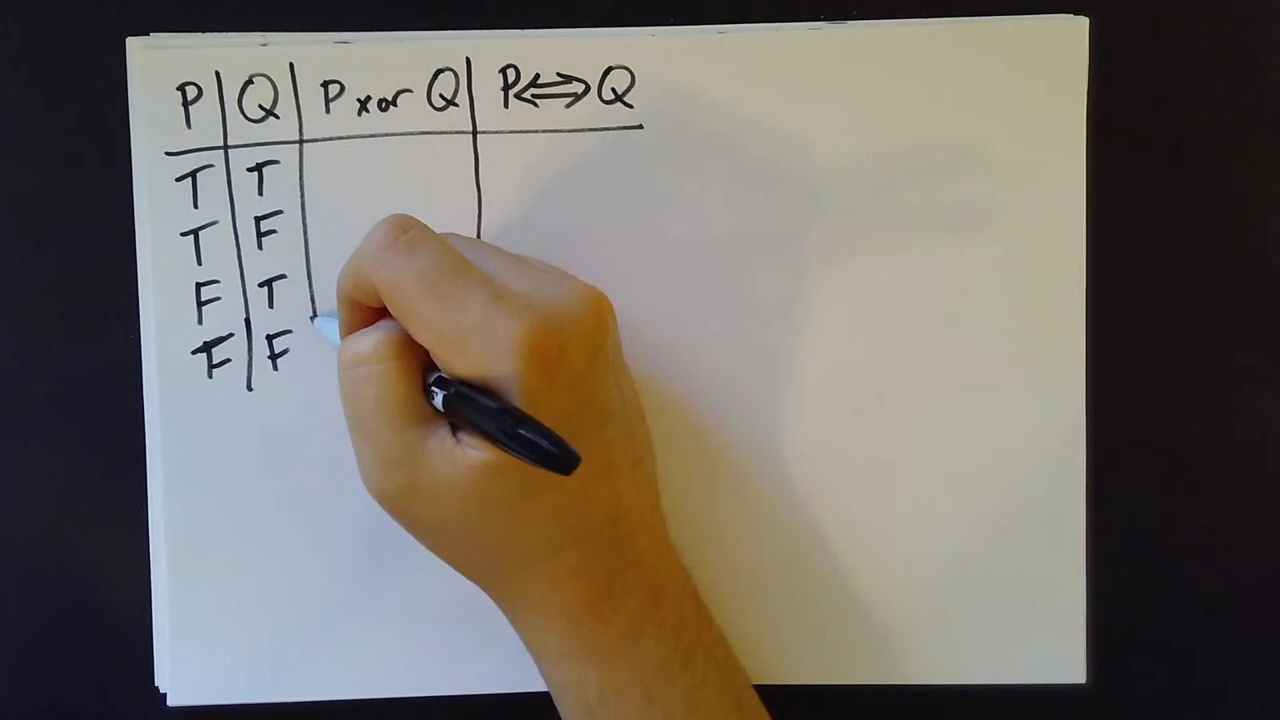 P Q P xor Q P⟺Q
T T
T F
F T
F F